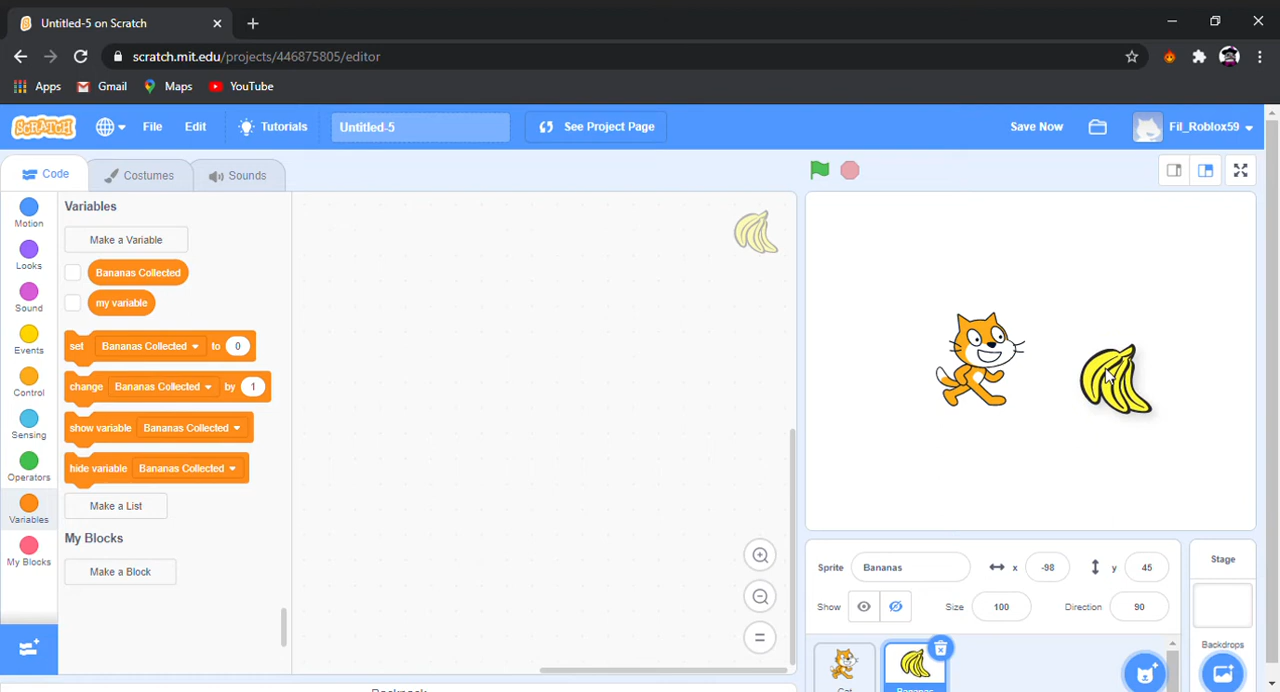 Untitled-5 on Scratch
scratch.mit.edu/projects/446875805/editor
Apps Gmail Maps YouTube
SCRATCH File Edit Tutorials Untitled-5 See Project Page Save Now Fil_Roblox59
Code Costumes Sounds
Motion
Looks
Sound
Events
Control
Sensing
Operators
Variables
My Blocks
Variables
Make a Variable
Bananas Collected
my variable
set Bananas Collected to 0
change Bananas Collected by 1
show variable Bananas Collected
hide variable Bananas Collected
Make a List
My Blocks
Make a Block
Sprite Bananas x -98 y 45
Show Size 100 Direction 90
Cat Bananas
Stage
Backdrops
Backpack